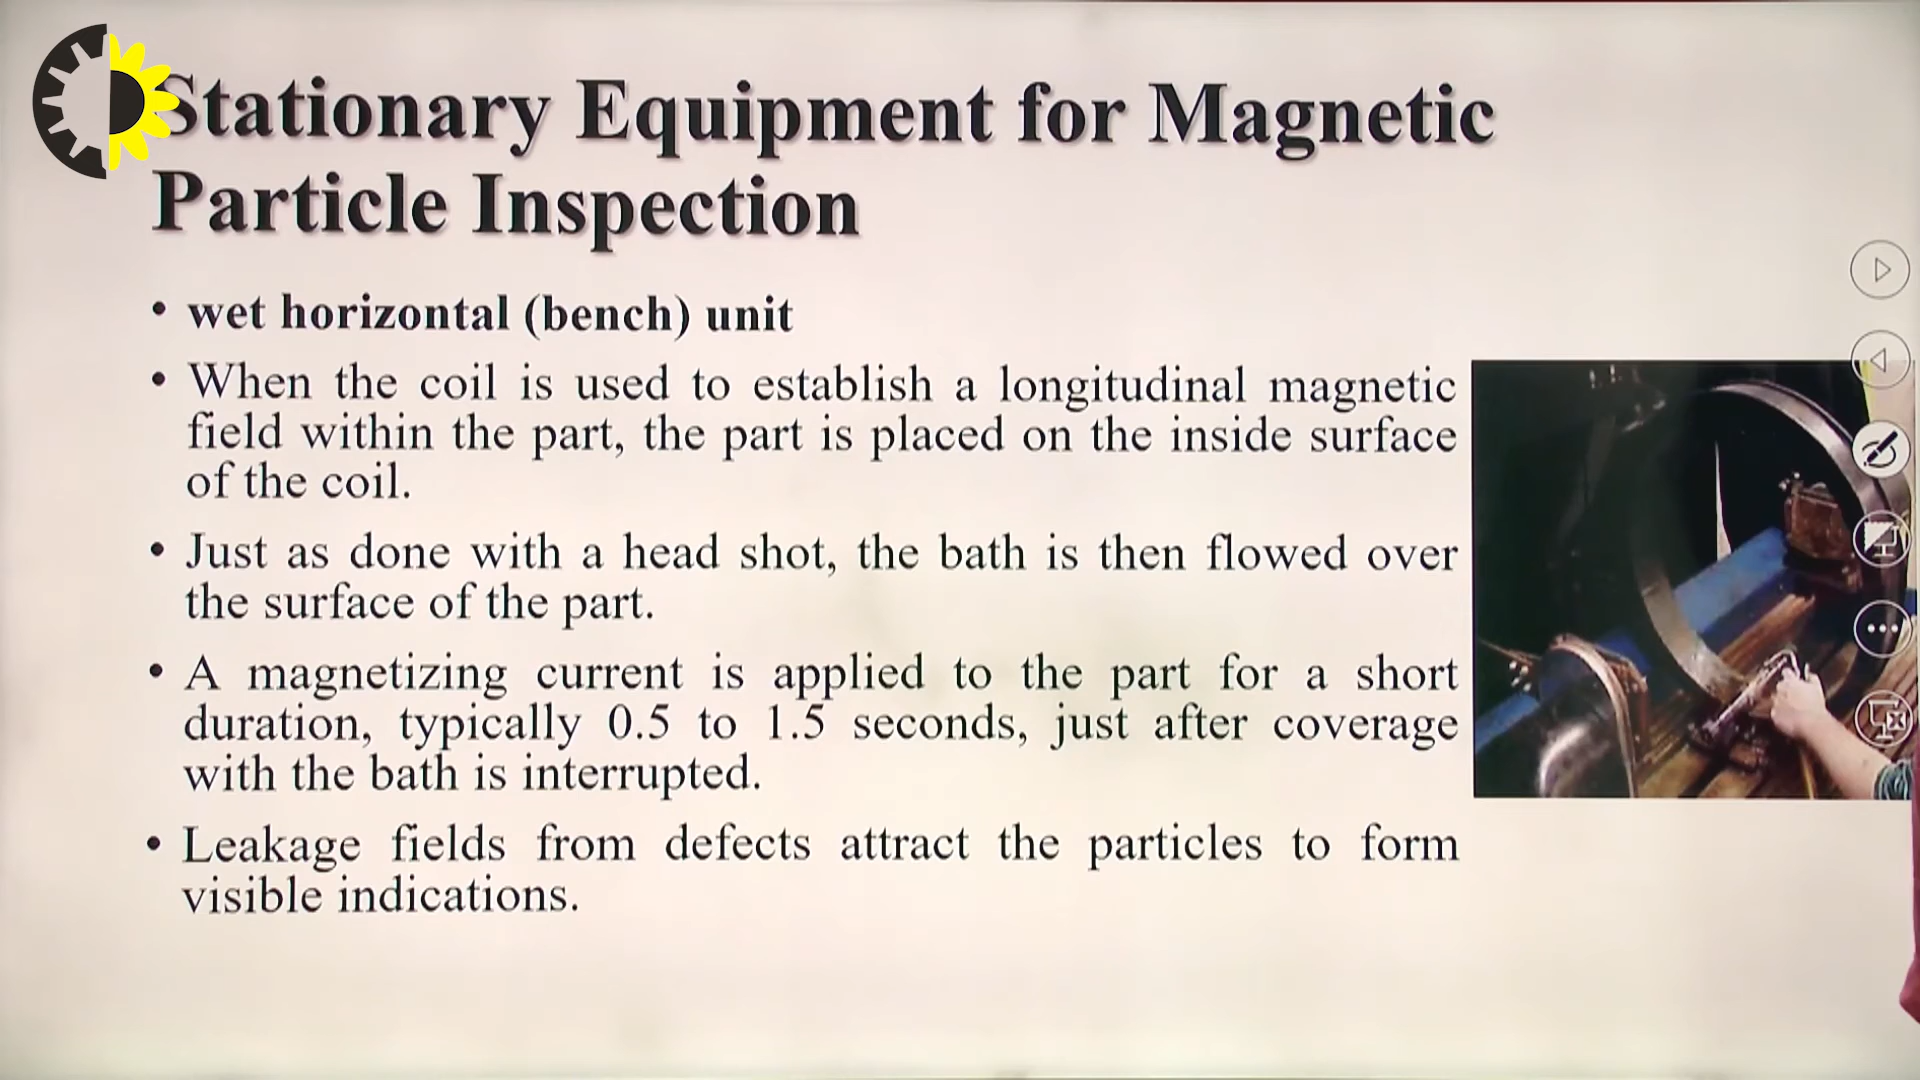 Stationary Equipment for Magnetic
Particle Inspection
• wet horizontal (bench) unit
• When the coil is used to establish a longitudinal magnetic
field within the part, the part is placed on the inside surface
of the coil.
• Just as done with a head shot, the bath is then flowed over
the surface of the part.
• A magnetizing current is applied to the part for a short
duration, typically 0.5 to 1.5 seconds, just after coverage
with the bath is interrupted.
• Leakage fields from defects attract the particles to form
visible indications.